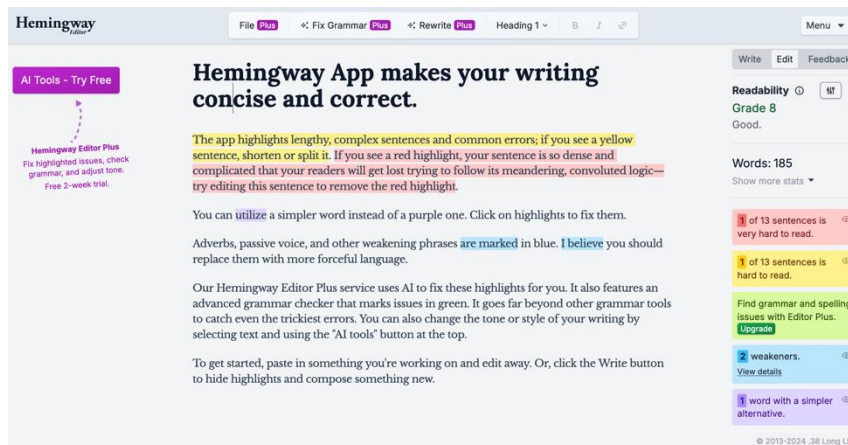 Hemingway
Editor
File Plus
Fix Grammar Plus
Rewrite Plus
Heading 1
B
I
Menu
AI Tools - Try Free
Hemingway Editor Plus
Fix highlighted issues, check
grammar, and adjust tone.
Free 2-week trial.
Hemingway App makes your writing
concise and correct.
The app highlights lengthy, complex sentences and common errors; if you see a yellow
sentence, shorten or split it. If you see a red highlight, your sentence is so dense and
complicated that your readers will get lost trying to follow its meandering, convoluted logic—
try editing this sentence to remove the red highlight.
You can utilize a simpler word instead of a purple one. Click on highlights to fix them.
Adverbs, passive voice, and other weakening phrases are marked in blue. I believe you should
replace them with more forceful language.
Our Hemingway Editor Plus service uses AI to fix these highlights for you. It also features an
advanced grammar checker that marks issues in green. It goes far beyond other grammar tools
to catch even the trickiest errors. You can also change the tone or style of your writing by
selecting text and using the "AI tools" button at the top.
To get started, paste in something you're working on and edit away. Or, click the Write button
to hide highlights and compose something new.
Write Edit Feedback
Readability
Grade 8
Good.
Words: 185
Show more stats
1 of 13 sentences is
very hard to read.
1 of 13 sentences is
hard to read.
Find grammar and spelling
issues with Editor Plus.
Upgrade
2 weakeners.
View details
1 word with a simpler
alternative.
© 2013-2024 .38 Long L